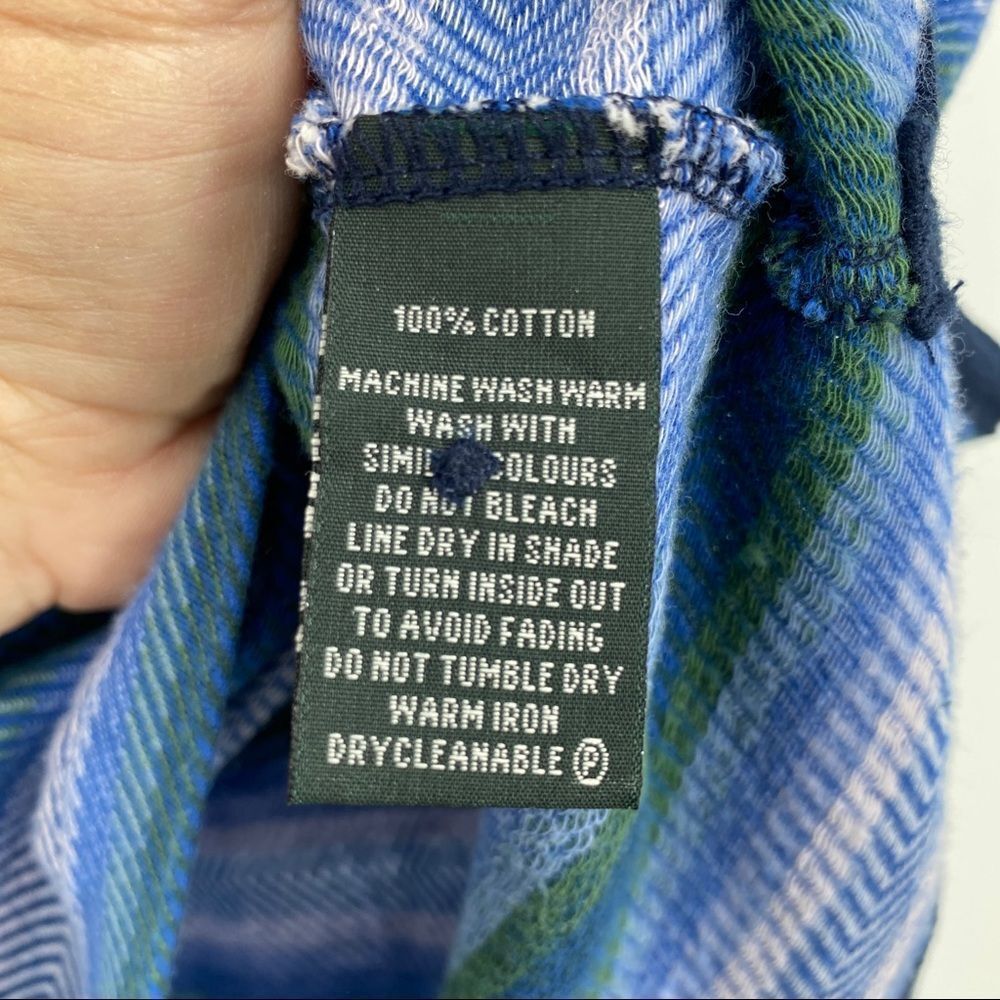 100% COTTON
MACHINE WASH WARM
WASH WITH
COLOURS
DO NOT BLEACH
LINE DRY IN SHADE
OR TURN INSIDE OUT
TO AVOID FADING
DO NOT TUMBLE DRY
WARM IRON
DRYCLEANABLE Ⓟ